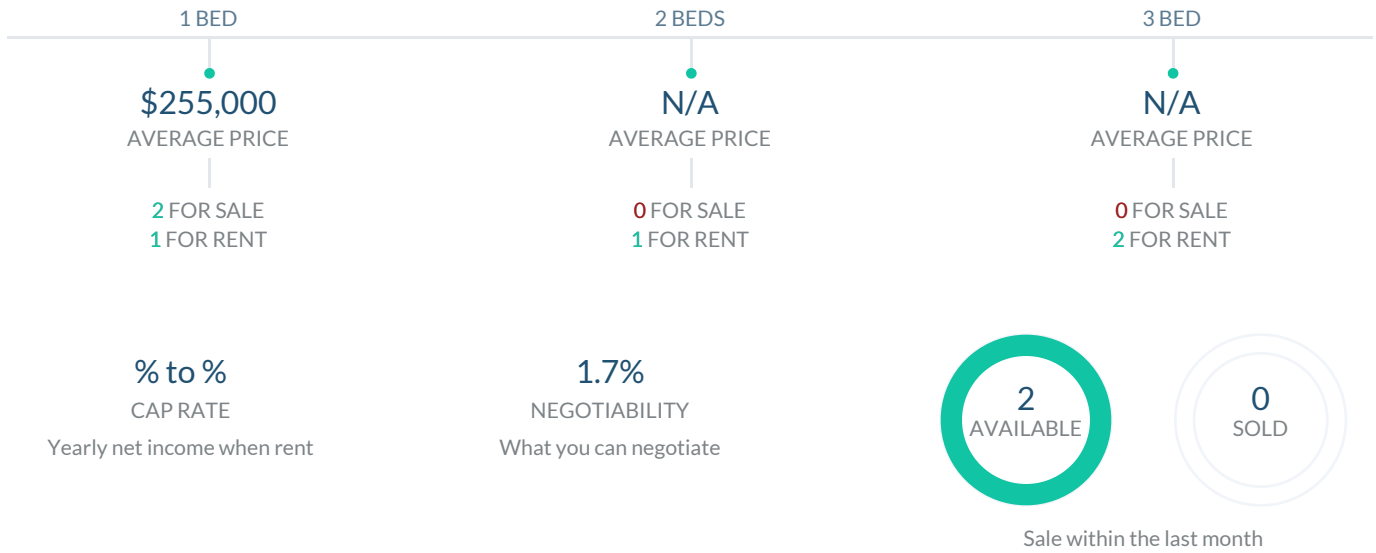 1 BED
$255,000
AVERAGE PRICE
2 FOR SALE
1 FOR RENT
2 BEDS
N/A
AVERAGE PRICE
0 FOR SALE
1 FOR RENT
3 BED
N/A
AVERAGE PRICE
0 FOR SALE
2 FOR RENT
% to %
CAP RATE
Yearly net income when rent
1.7%
NEGOTIABILITY
What you can negotiate
2
AVAILABLE
0
SOLD
Sale within the last month